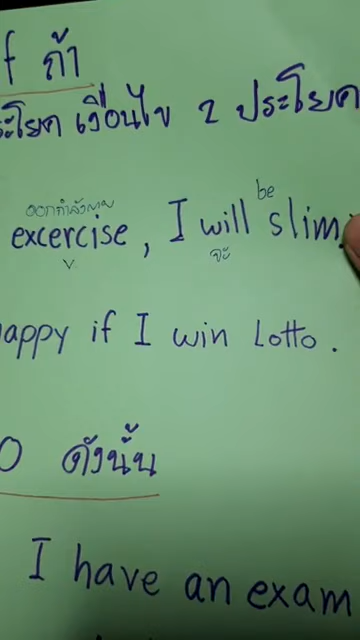 f ถ้า
ะโยค เงื่อนไข 2 ประโยค
ออกกำลังกาย be
excercise, I will slim.
v จะ
appy if I win Lotto.
O ดังนั้น
I have an exam